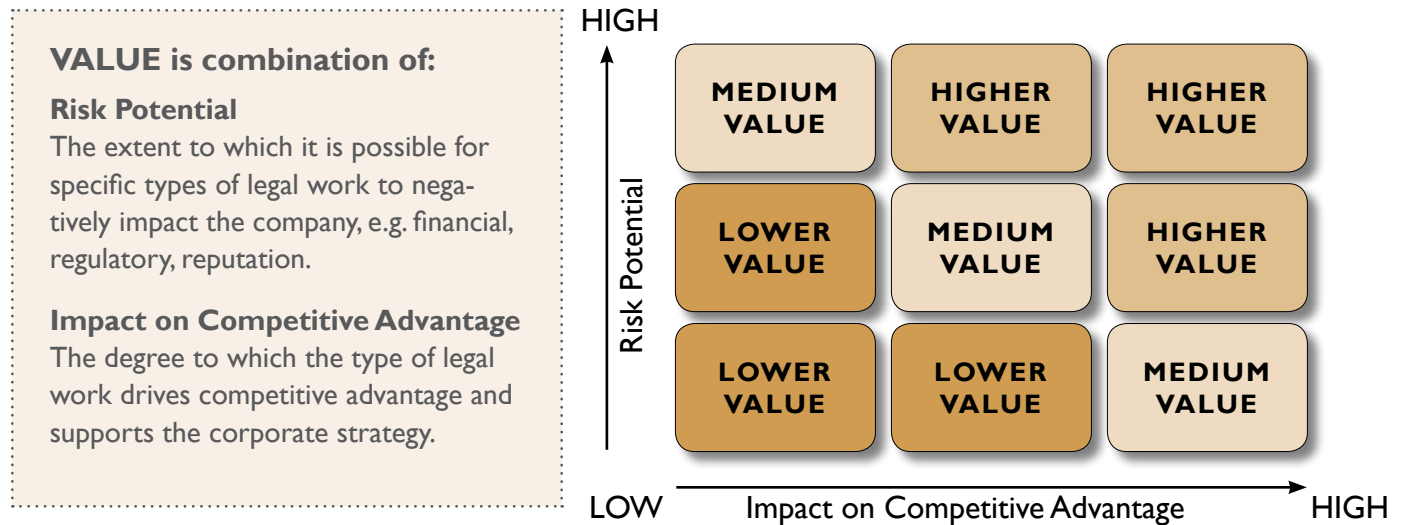 VALUE is combination of:
Risk Potential
The extent to which it is possible for
specific types of legal work to nega-
tively impact the company, e.g. financial,
regulatory, reputation.
Impact on Competitive Advantage
The degree to which the type of legal
work drives competitive advantage and
supports the corporate strategy.
HIGH
Risk Potential
MEDIUM
VALUE
HIGHER
VALUE
HIGHER
VALUE
LOWER
VALUE
MEDIUM
VALUE
HIGHER
VALUE
LOWER
VALUE
LOWER
VALUE
MEDIUM
VALUE
LOW
Impact on Competitive Advantage
HIGH